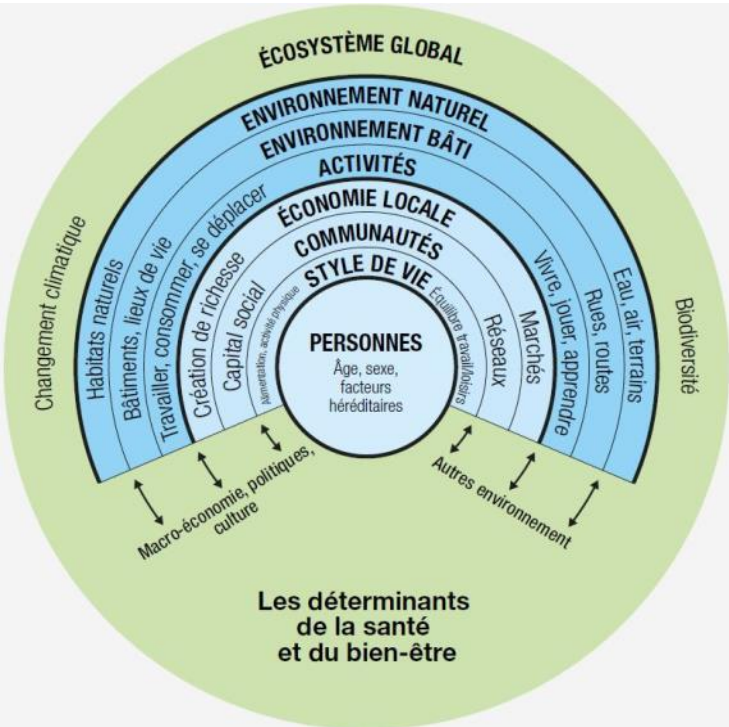 ÉCOSYSTÈME GLOBAL
ENVIRONNEMENT NATUREL
ENVIRONNEMENT BÂTI
ACTIVITÉS
ÉCONOMIE LOCALE
COMMUNAUTÉS
STYLE DE VIE
PERSONNES
Âge, sexe,
facteurs
héréditaires
Changement climatique
Habitats naturels
Bâtiments, lieux de vie
Travailler, consommer, se déplacer
Création de richesse
Capital social
Alimentation, activité physique
Équilibre travail/loisirs
Réseaux
Marchés
Vivre, jouer, apprendre
Rues, routes
Eau, air, terrains
Biodiversité
Macro-économie, politiques,
culture
Autres environnement
Les déterminants
de la santé
et du bien-être